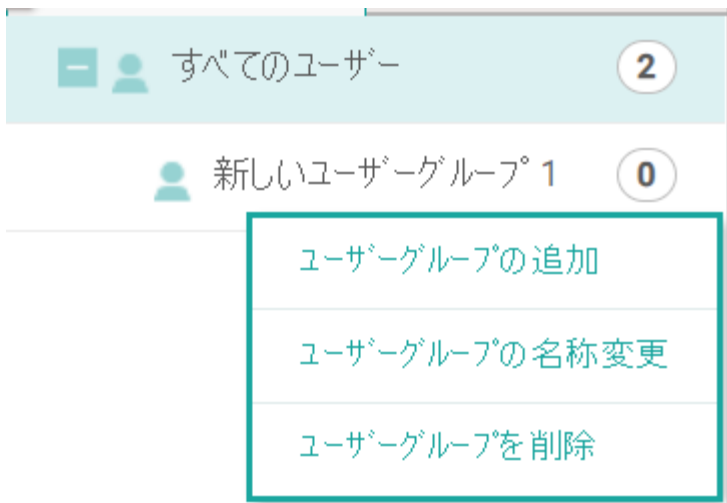 すべてのユーザー 2
新しいユーザーグループ 1 0
ユーザーグループの追加
ユーザーグループの名称変更
ユーザーグループを削除